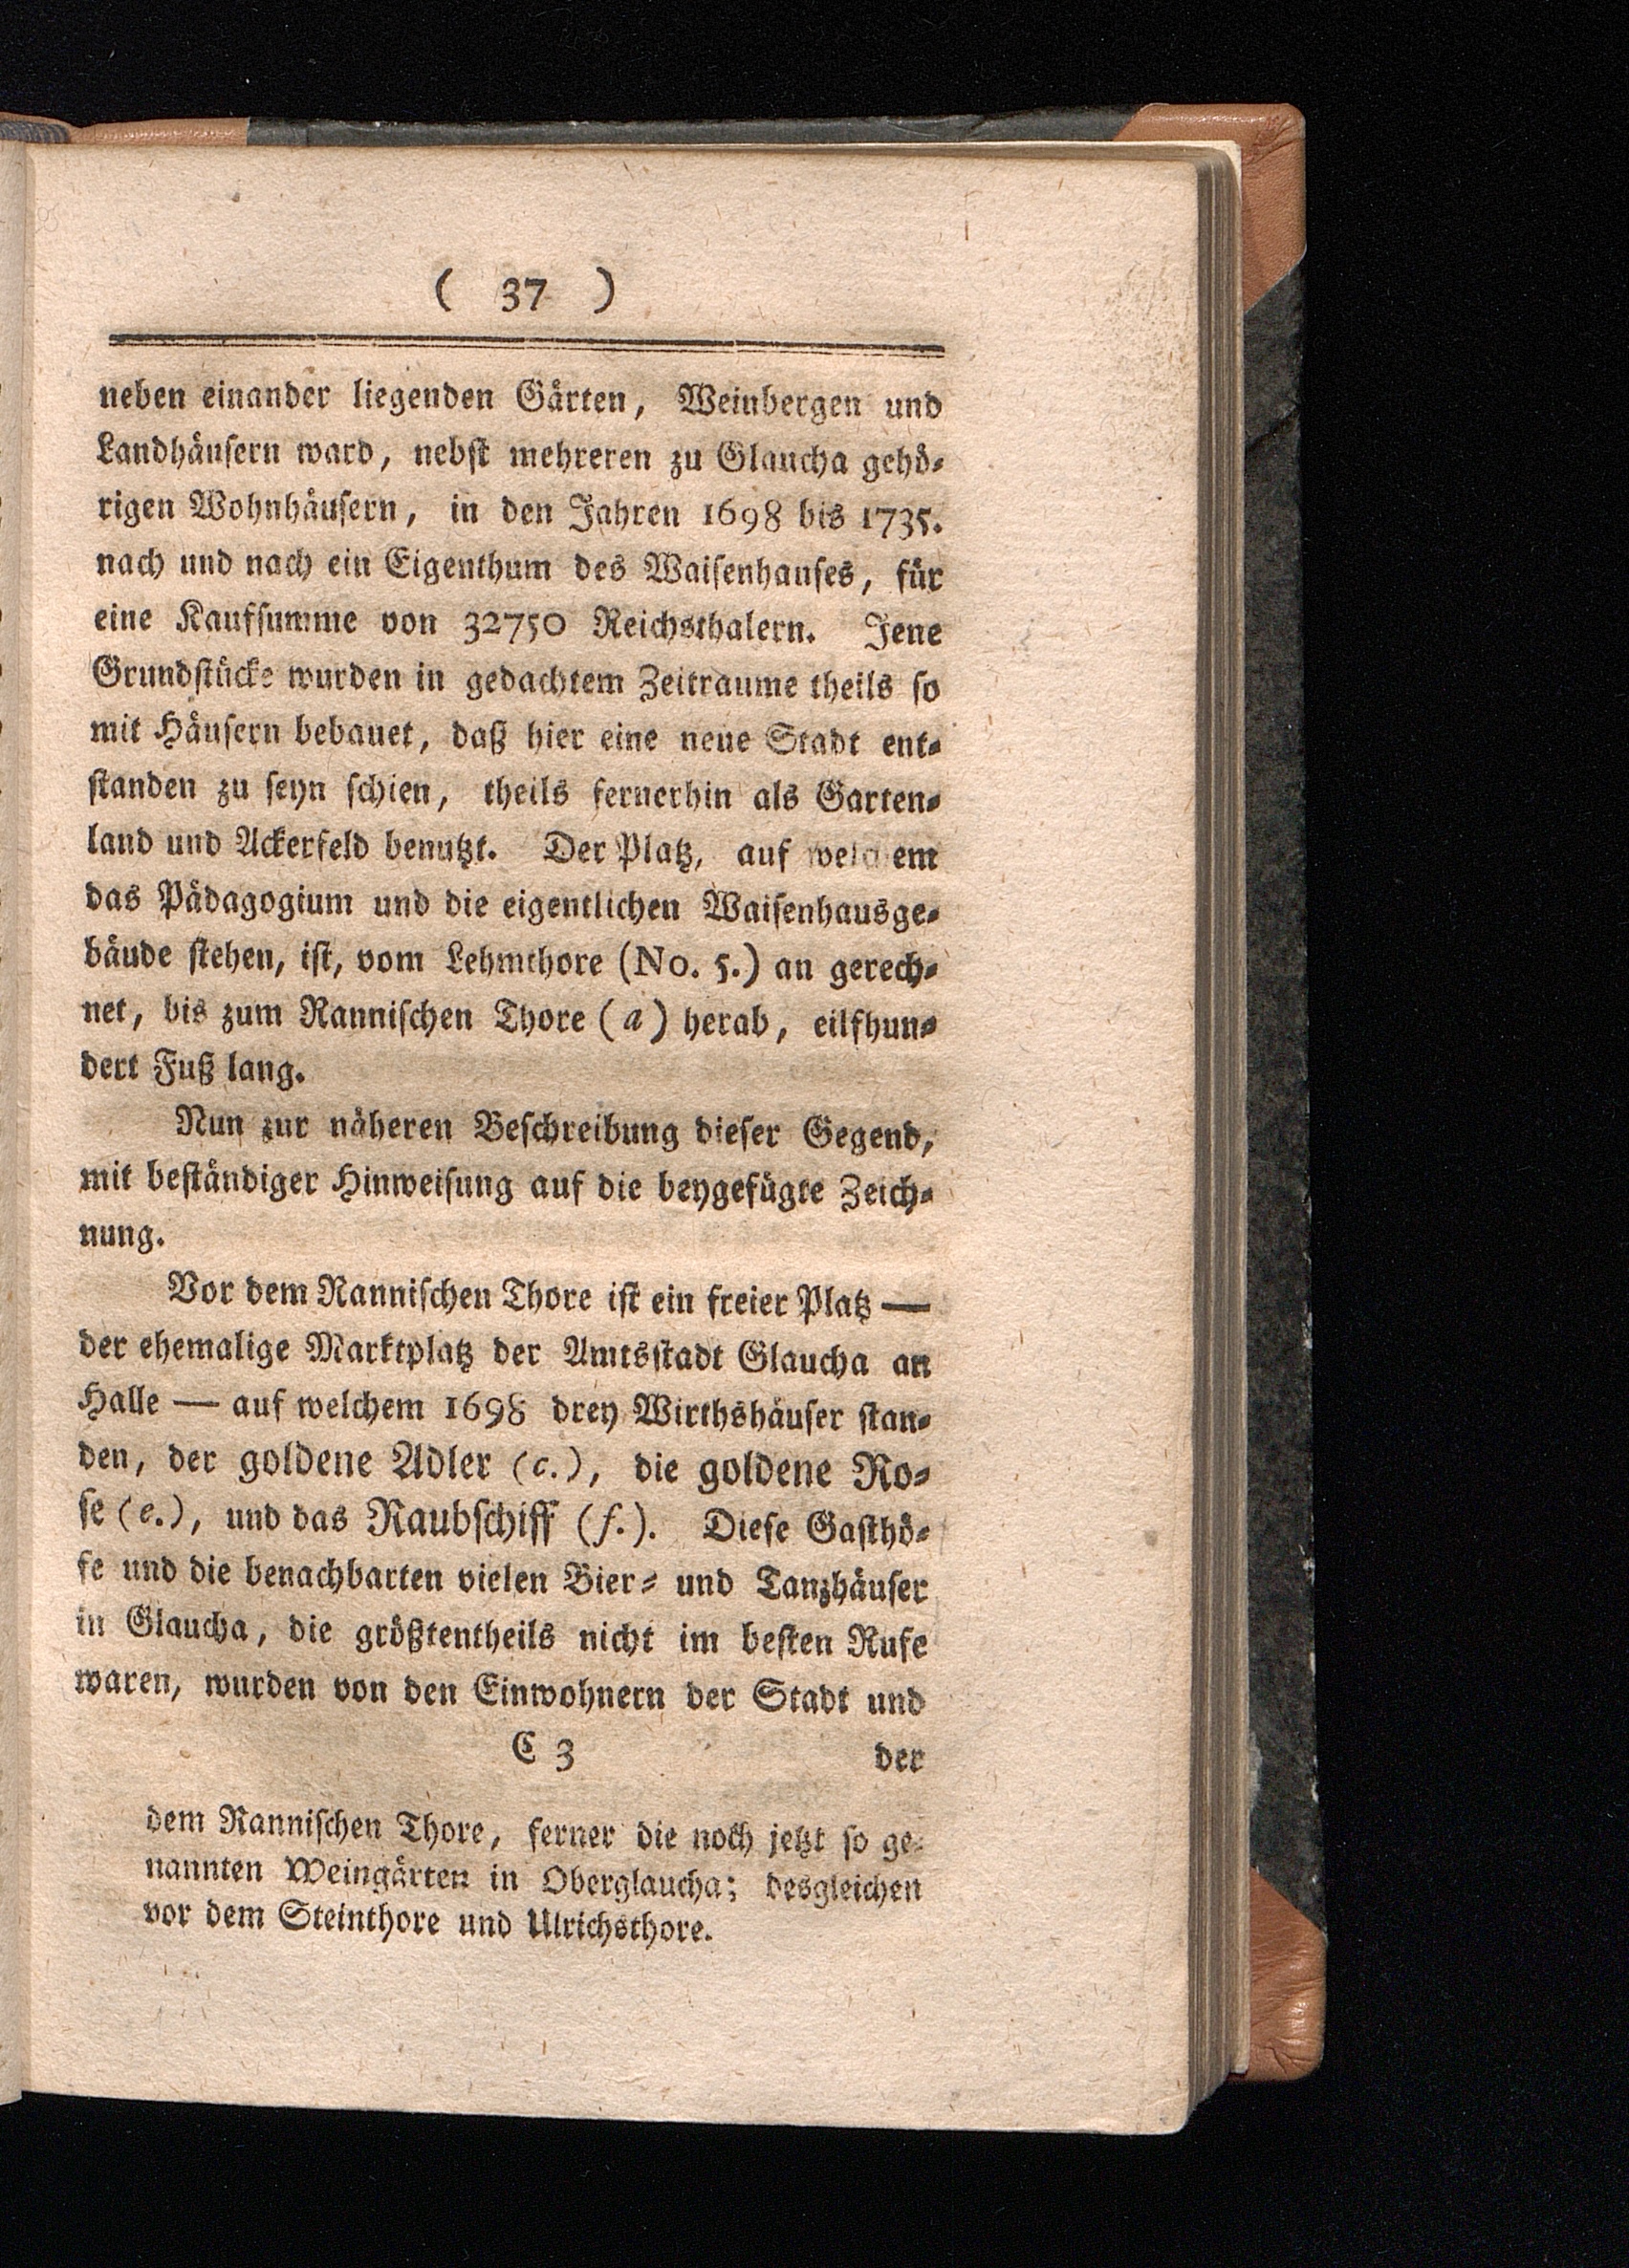 ( 37 )
neben einander liegenden Gärten, Weinbergen und
Landhäuſern ward, nebſt mehreren zu Glaucha gehö⸗
rigen Wohnhäuſern, in den Jahren 1698 bis 1735.
nach und nach ein Eigenthum des Waiſenhauſes, für
eine Kaufſumme von 32750 Reichsthalern. Jene
Grundſtücke wurden in gedachtem Zeitraume theils ſo
mit Häuſern bebauet, daß hier eine neue Stadt ent⸗
ſtanden zu ſeyn ſchien, theils fernerhin als Garten⸗
land und Ackerfeld benutzt. Der Platz, auf welchem
das Pädagogium und die eigentlichen Waiſenhausge⸗
bäude ſtehen, iſt, vom Lehmthore (No. 5.) an gerech⸗
net, bis zum Ranniſchen Thore (a) herab, eilfhun⸗
dert Fuß lang.
Nun zur näheren Beſchreibung dieſer Gegend,
mit beſtändiger Hinweiſung auf die beygefügte Zeich⸗
nung.
Vor dem Ranniſchen Thore iſt ein freier Platz —
der ehemalige Marktplatz der Amtsſtadt Glaucha an
Halle — auf welchem 1698 drey Wirthshäuſer ſtan⸗
den, der goldene Adler (c.), die goldene Ro⸗
ſe (e.), und das Raubſchiff (f.). Dieſe Gaſthö⸗
fe und die benachbarten vielen Bier⸗ und Tanzhäuſer
in Glaucha, die größtentheils nicht im beſten Rufe
waren, wurden von den Einwohnern der Stadt und
C 3 der
dem Ranniſchen Thore, ferner die noch jetzt ſo ge⸗
nannten Weingärten in Oberglaucha; desgleichen
vor dem Steinthore und Ulrichsthore.